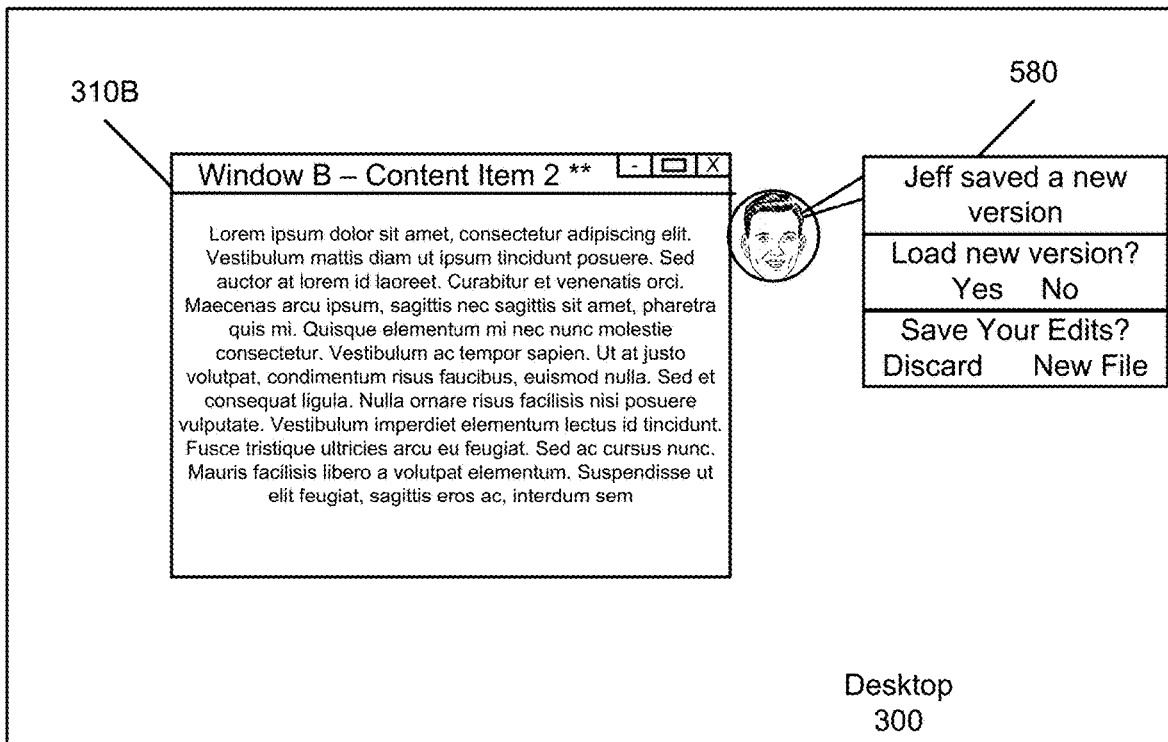 310B
580
Window B – Content Item 2 **
- X
Lorem ipsum dolor sit amet, consectetur adipiscing elit.
Vestibulum mattis diam ut ipsum tincidunt posuere. Sed
auctor at lorem id laoreet. Curabitur et venenatis orci.
Maecenas arcu ipsum, sagittis nec sagittis sit amet, pharetra
quis mi. Quisque elementum mi nec nunc molestie
consectetur. Vestibulum ac tempor sapien. Ut at justo
volutpat, condimentum risus faucibus, euismod nulla. Sed et
consequat ligula. Nulla ornare risus facilisis nisi posuere
vulputate. Vestibulum imperdiet elementum lectus id tincidunt.
Fusce tristique ultricies arcu eu feugiat. Sed ac cursus nunc.
Mauris facilisis libero a volutpat elementum. Suspendisse ut
elit feugiat, sagittis eros ac, interdum sem
Jeff saved a new
version
Load new version?
Yes No
Save Your Edits?
Discard New File
Desktop
300